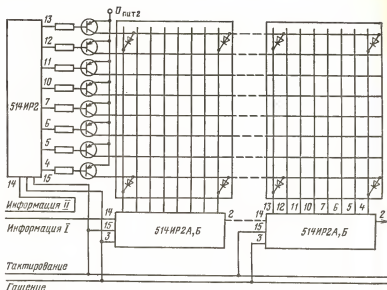 U пит2
13
12
11
10
7
6
5
4
514ИР2
14
15
Информация II
Информация I
14
15
3
514ИР2А,Б
2
14
15
3
13 12 11 10 7 6 5 4
514ИР2А,Б
2
Тактирование
Гашение